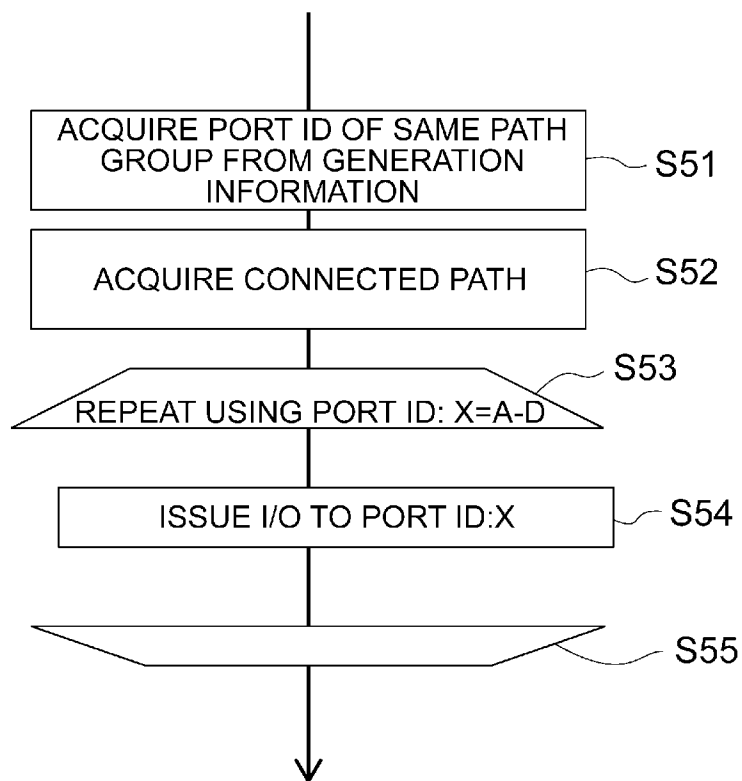 ACQUIRE PORT ID OF SAME PATH
GROUP FROM GENERATION
INFORMATION
S51
ACQUIRE CONNECTED PATH
S52
S53
REPEAT USING PORT ID: X=A-D
ISSUE I/O TO PORT ID:X
S54
S55